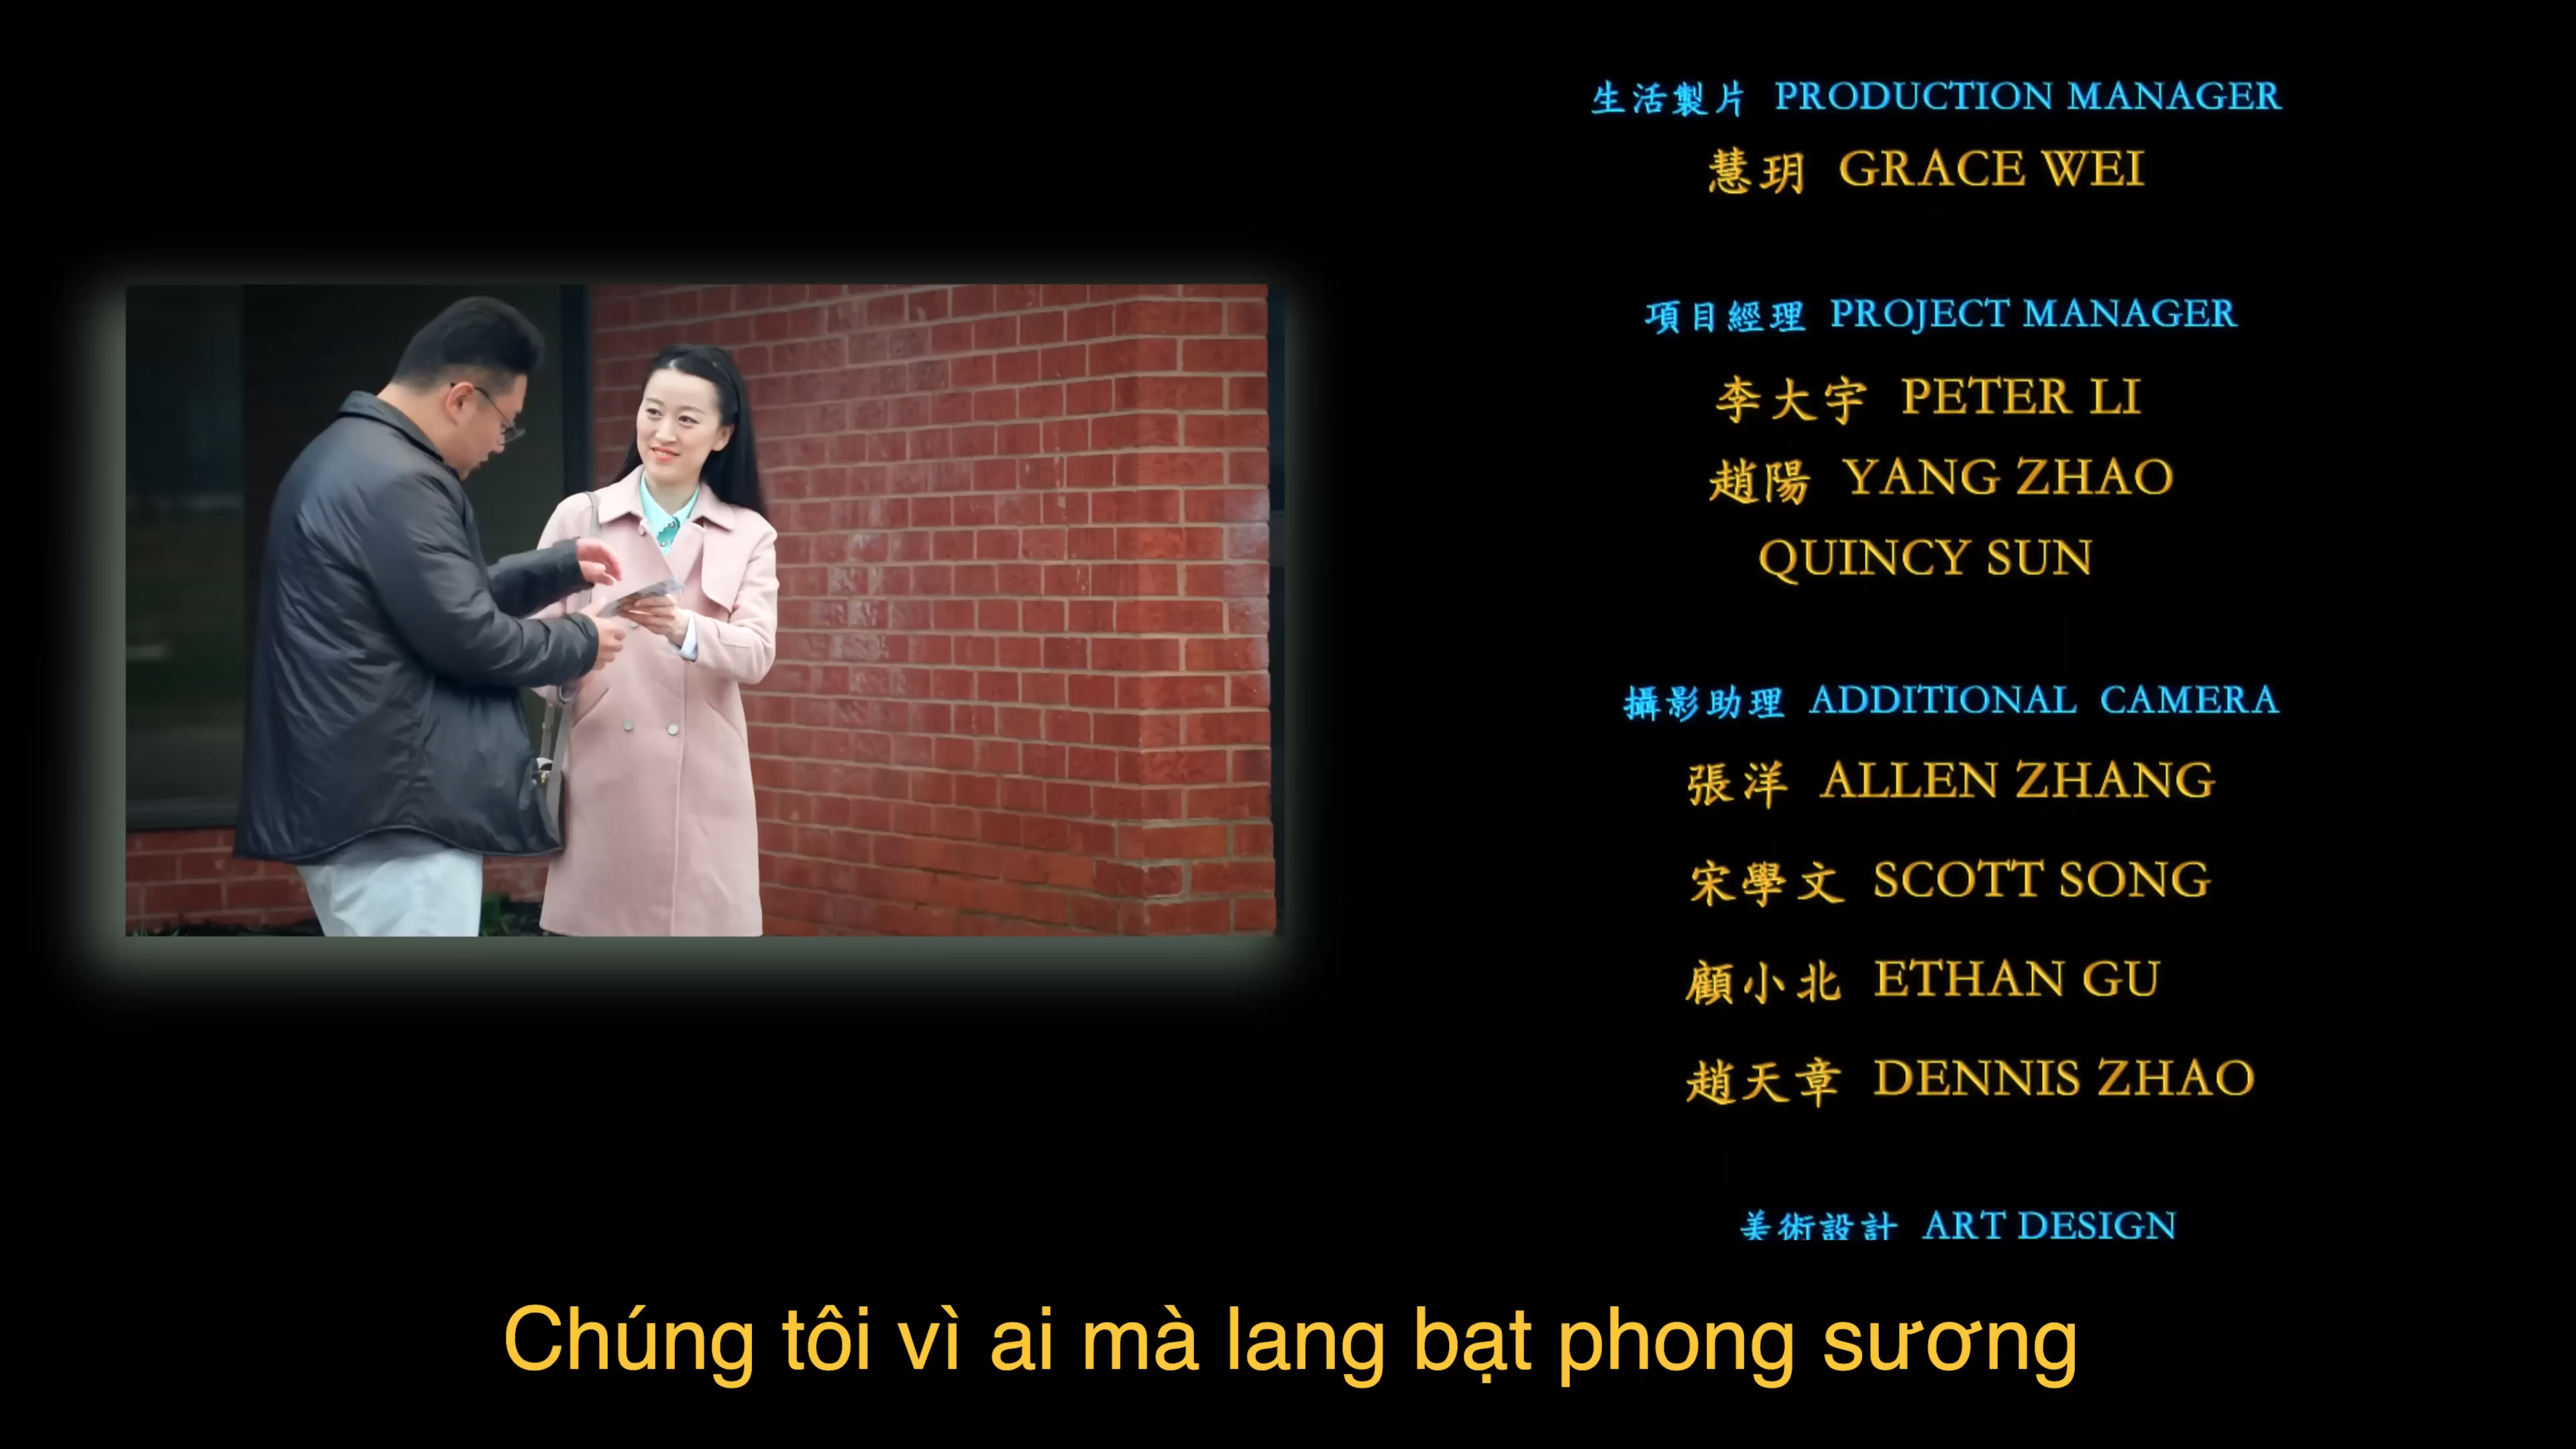 生活製片 PRODUCTION MANAGER
慧玥 GRACE WEI
項目經理 PROJECT MANAGER
李大宇 PETER LI
趙陽 YANG ZHAO
QUINCY SUN
攝影助理 ADDITIONAL CAMERA
張洋 ALLEN ZHANG
宋學文 SCOTT SONG
顧小北 ETHAN GU
趙天章 DENNIS ZHAO
美術設計 ART DESIGN
Chúng tôi vì ai mà lang bạt phong sương